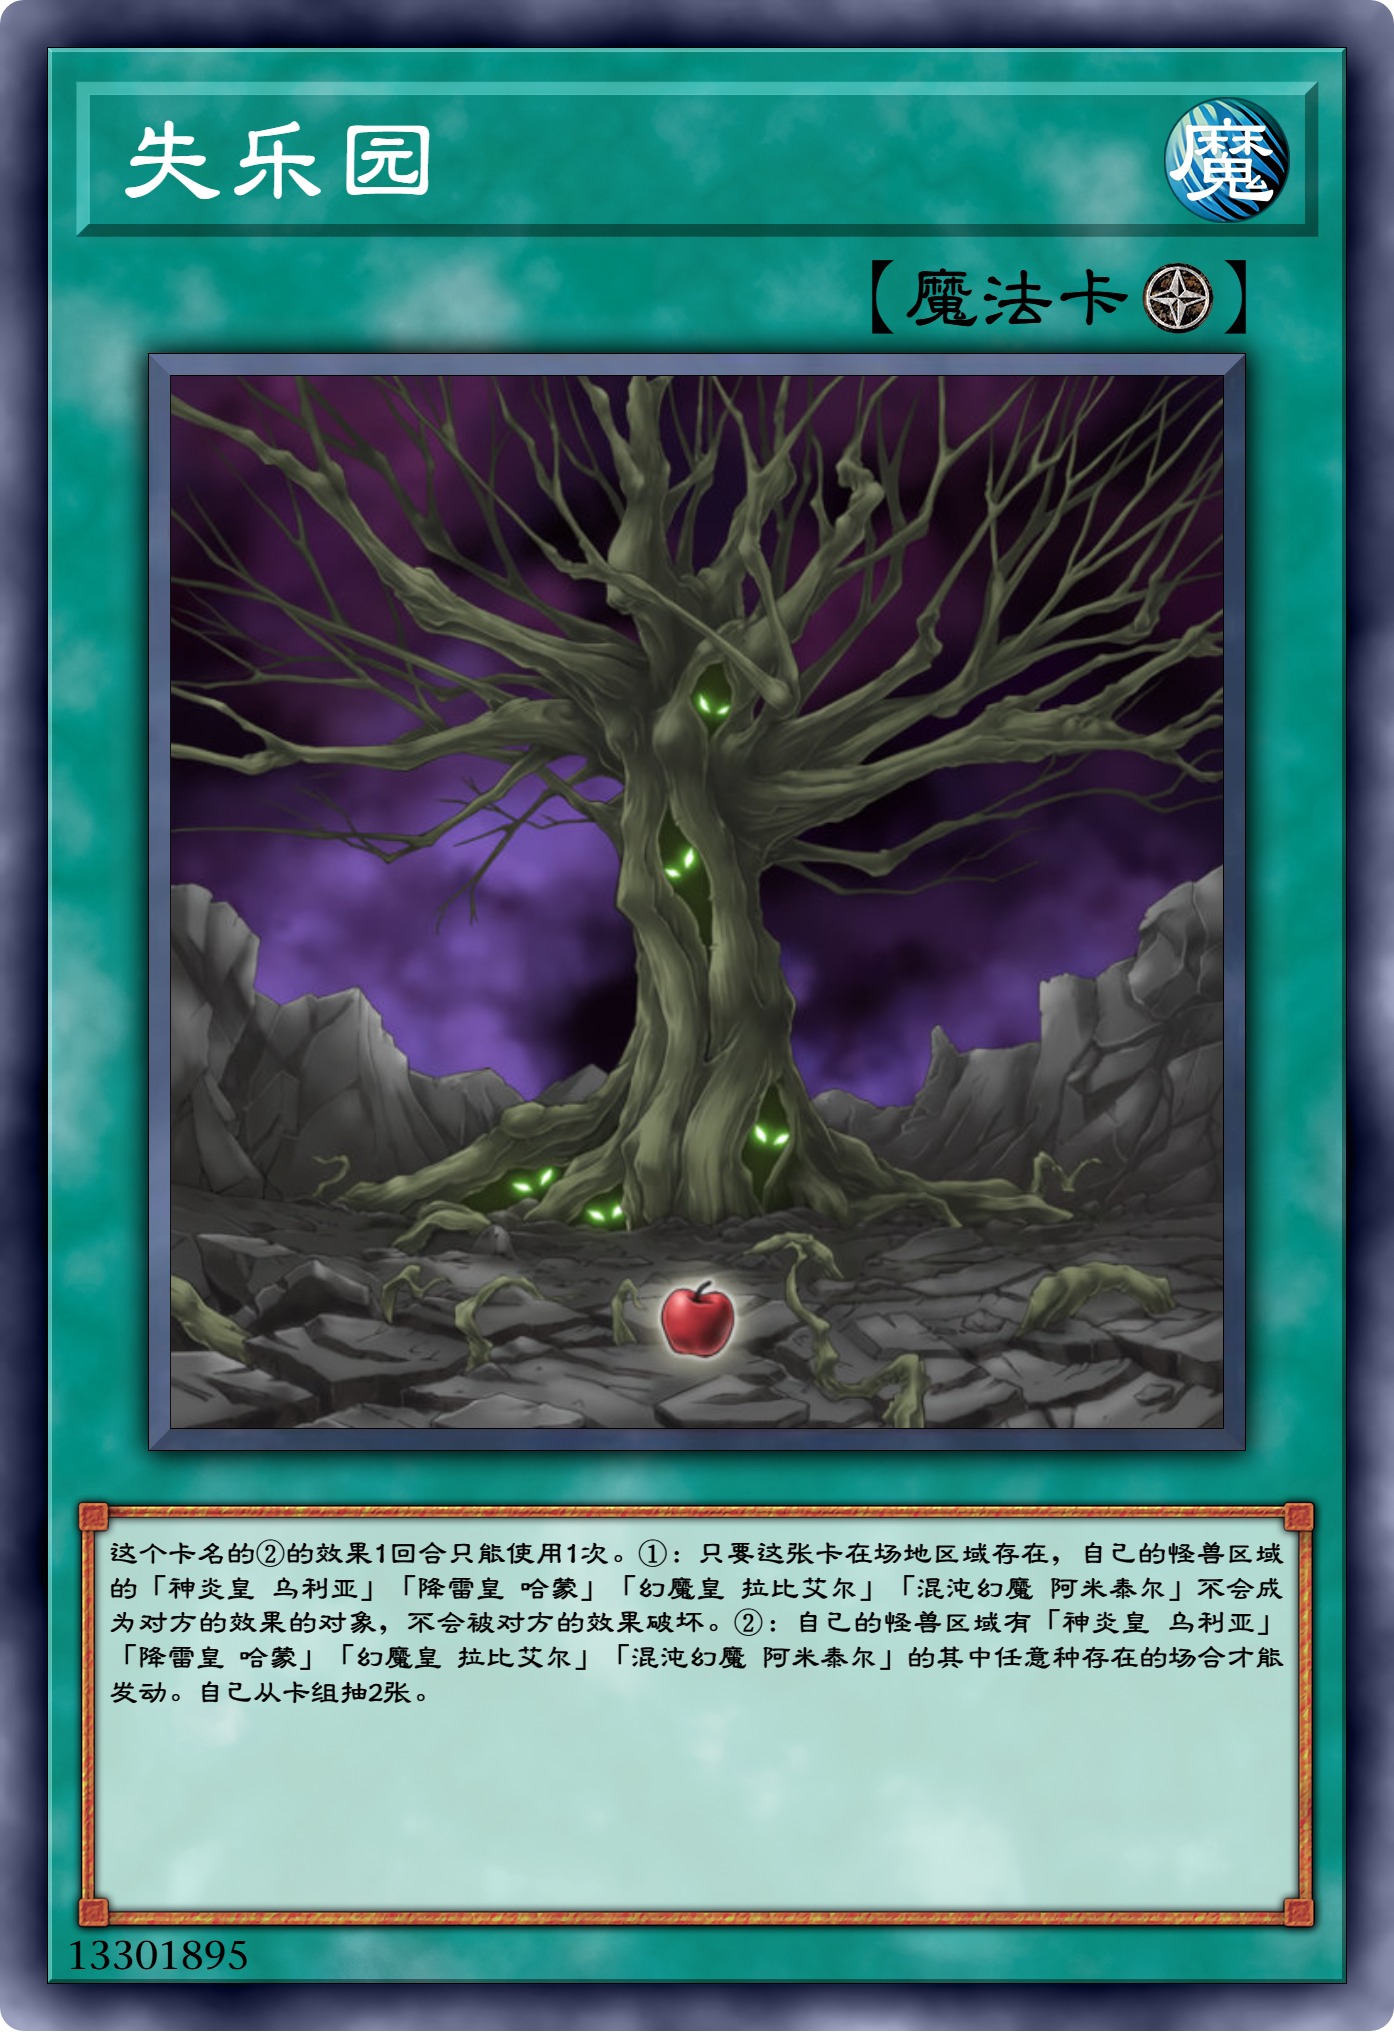 失乐园
魔
【魔法卡】
这个卡名的②的效果1回合只能使用1次。①：只要这张卡在场地区域存在，自己的怪兽区域
的「神炎皇 乌利亚」「降雷皇 哈蒙」「幻魔皇 拉比艾尔」「混沌幻魔 阿米泰尔」不会成
为对方的效果的对象，不会被对方的效果破坏。②：自己的怪兽区域有「神炎皇 乌利亚」
「降雷皇 哈蒙」「幻魔皇 拉比艾尔」「混沌幻魔 阿米泰尔」的其中任意种存在的场合才能
发动。自己从卡组抽2张。
13301895